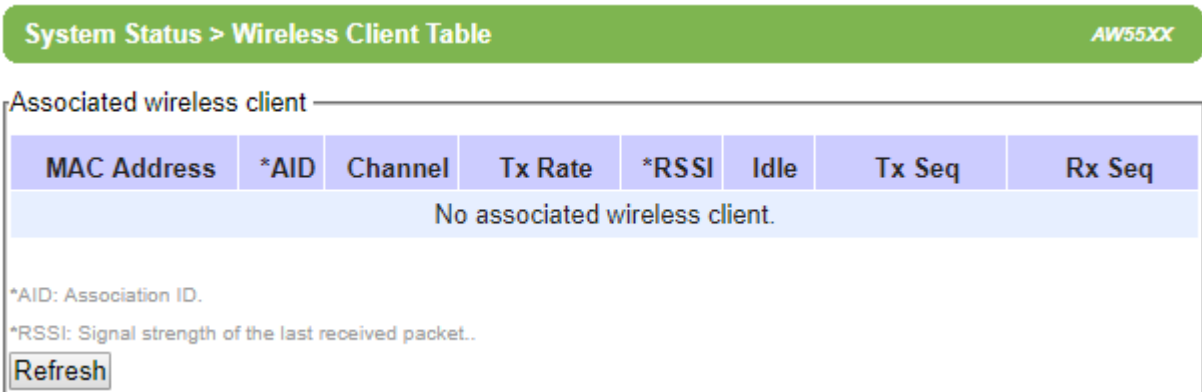 System Status > Wireless Client Table AW55XX
Associated wireless client
MAC Address *AID Channel Tx Rate *RSSI Idle Tx Seq Rx Seq
No associated wireless client.
*AID: Association ID.
*RSSI: Signal strength of the last received packet..
Refresh